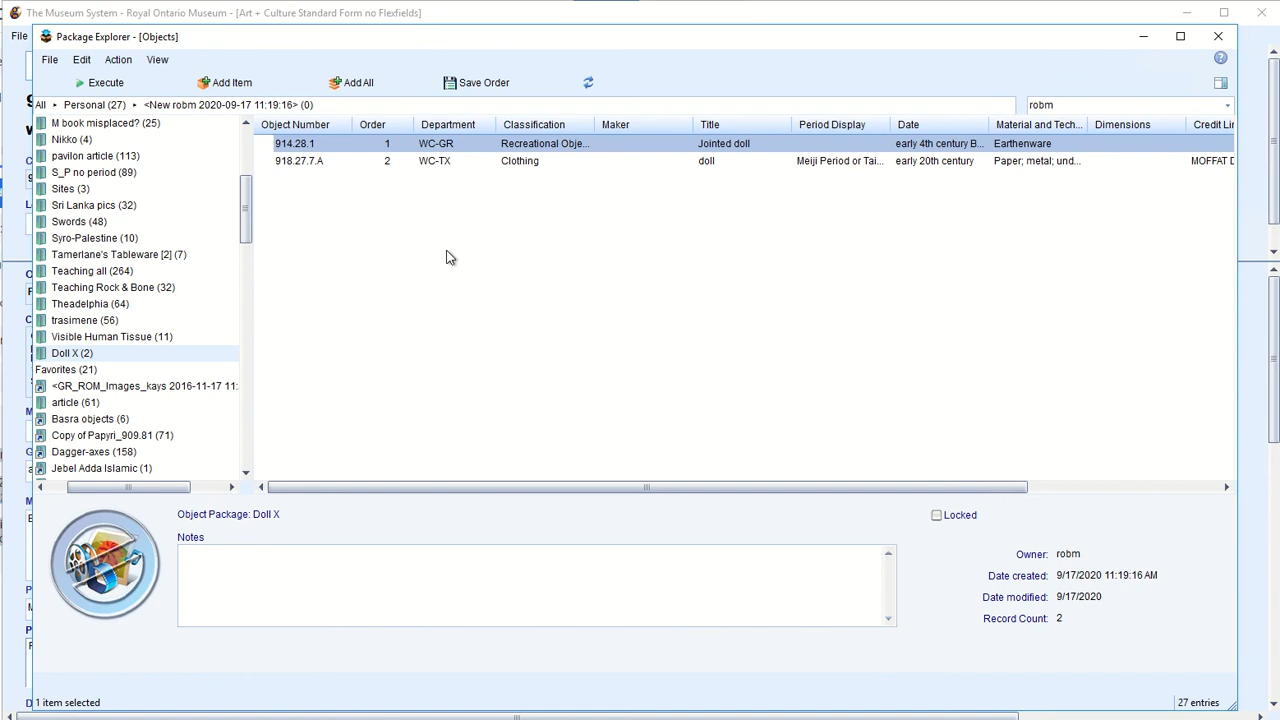 The Museum System - Royal Ontario Museum - [Art + Culture Standard Form no Flexfields]
File
Package Explorer - [Objects]
File Edit Action View
Execute Add Item Add All Save Order
All Personal (27) <New robm 2020-09-17 11:19:16> (0) robm
Object Number Order Department Classification Maker Title Period Display Date Material and Tech... Dimensions Credit Lir
914.28.1 1 WC-GR Recreational Obje... Jointed doll early 4th century B... Earthenware
918.27.7.A 2 WC-TX Clothing doll Meiji Period or Tai... early 20th century Paper; metal; und... MOFFAT D
M book misplaced? (25)
Nikko (4)
pavilon article (113)
S_P no period (89)
Sites (3)
Sri Lanka pics (32)
Swords (48)
Syro-Palestine (10)
Tamerlane's Tableware [2] (7)
Teaching all (264)
Teaching Rock & Bone (32)
Theadelphia (64)
trasimene (56)
Visible Human Tissue (11)
Doll X (2)
Favorites (21)
<GR_ROM_Images_kays 2016-11-17 11:
article (61)
Basra objects (6)
Copy of Papyri_909.81 (71)
Dagger-axes (158)
Jebel Adda Islamic (1)
Object Package: Doll X
Locked
Notes
Owner: robm
Date created: 9/17/2020 11:19:16 AM
Date modified: 9/17/2020
Record Count: 2
1 item selected
27 entries